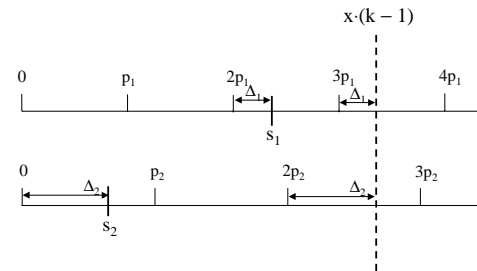 x·(k – 1)
0 p₁ 2p₁ 3p₁ 4p₁
Δ₁ Δ₁
s₁
0 p₂ 2p₂ 3p₂
Δ₂ Δ₂
s₂